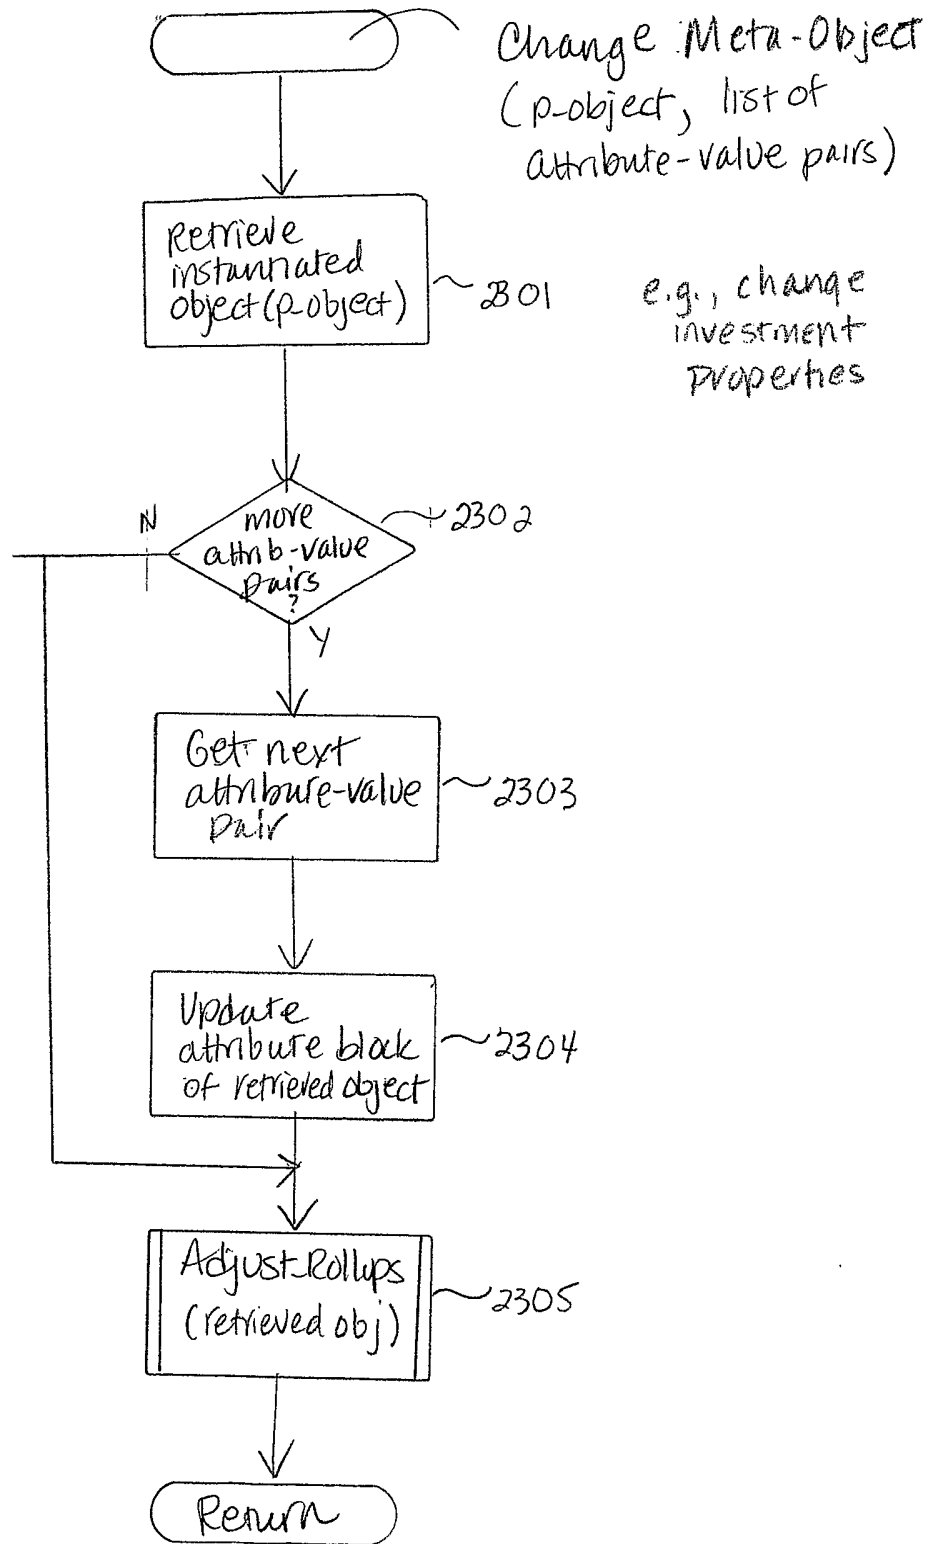 Change Meta-Object
(p-object, list of
attribute-value pairs)
Retrieve
instantiated
object (p-object)
2301
e.g., change
investment
properties
N
more
attrib-value
pairs
?
2302
Y
Get next
attribute-value
pair
2303
Update
attribute block
of retrieved object
2304
Adjust_Rollups
(retrieved obj)
2305
Return